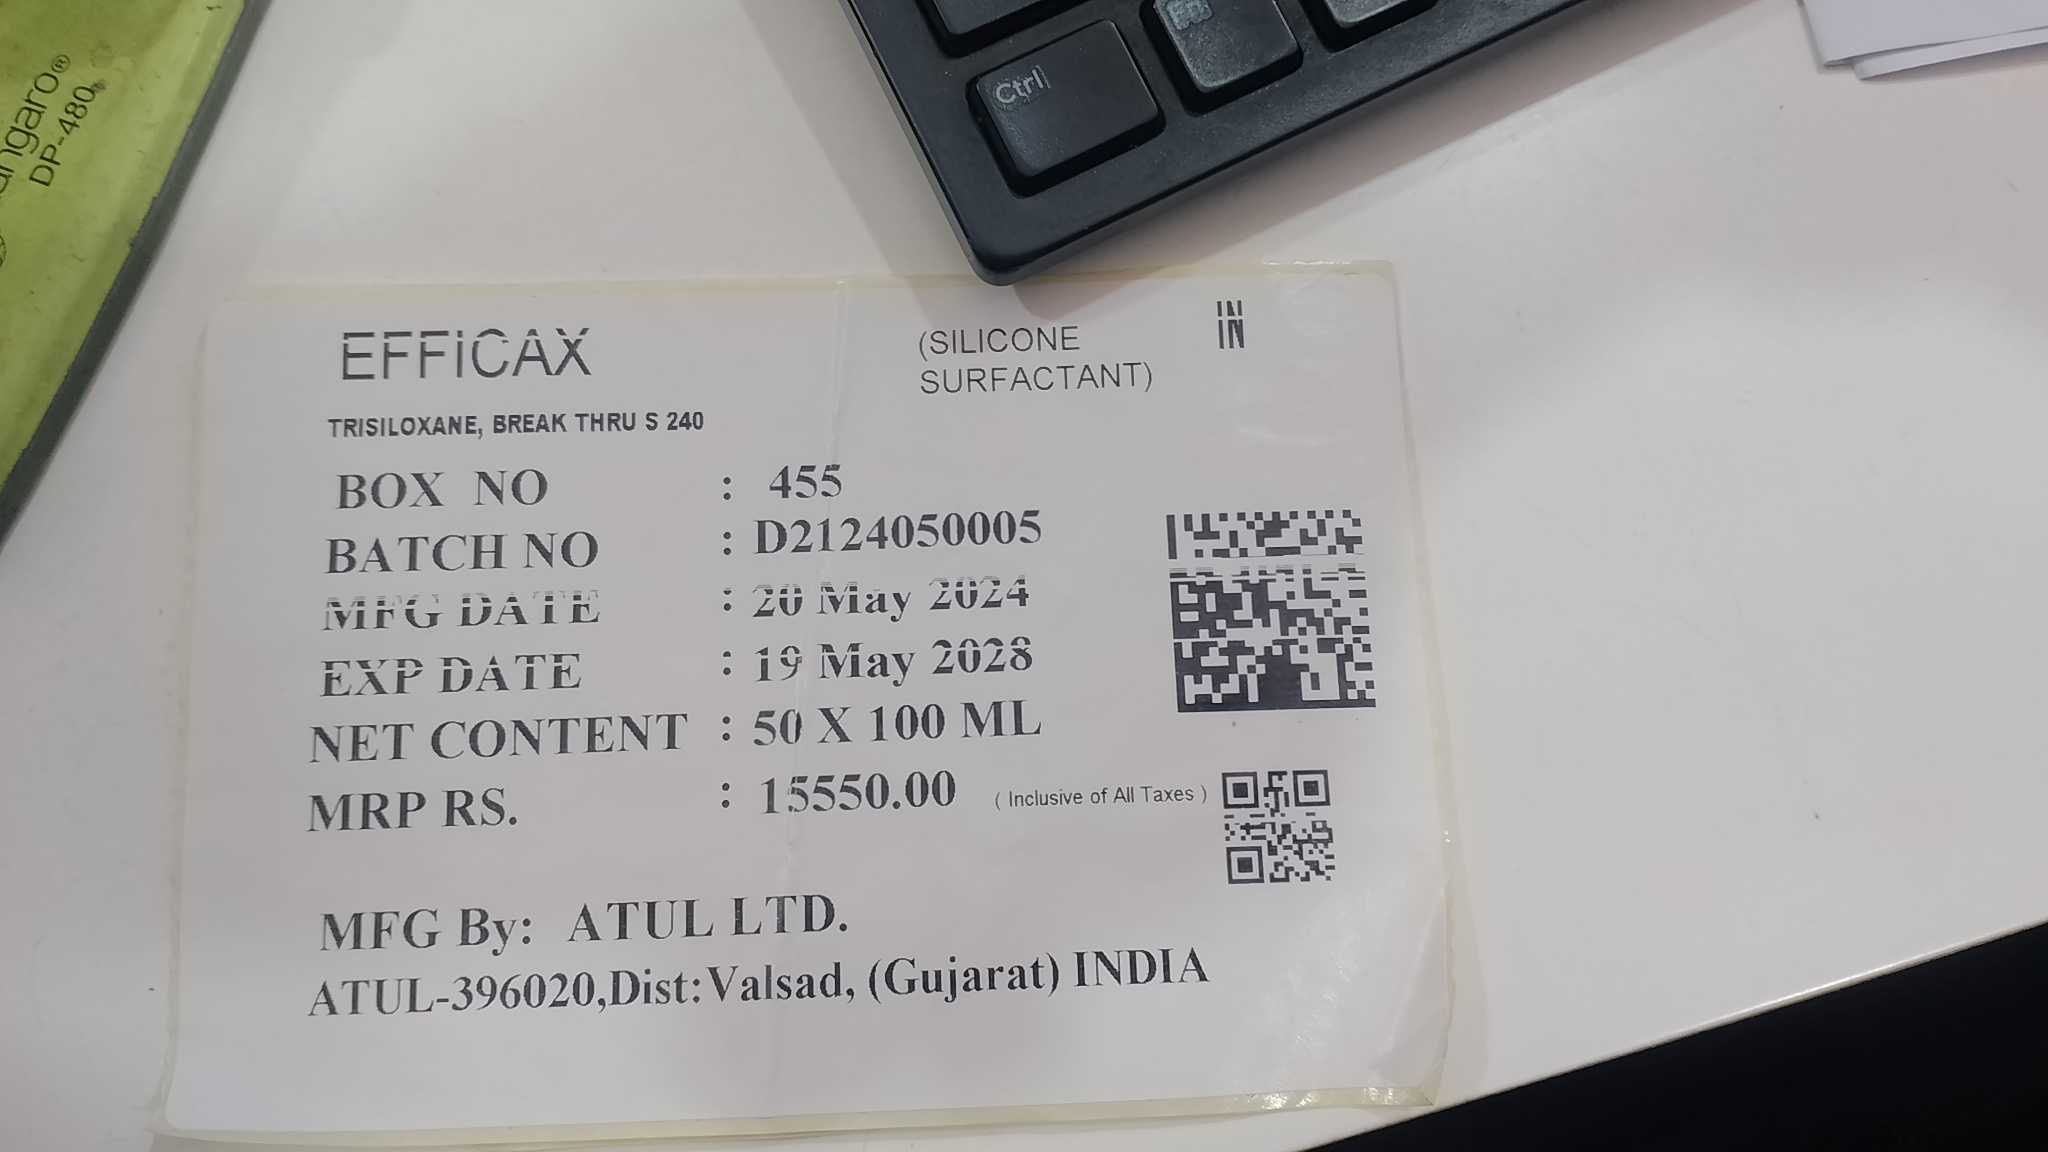 DP-480
Ctrl
EFFICAX
(SILICONE
SURFACTANT)
IN
TRISILOXANE, BREAK THRU S 240
BOX NO : 455
BATCH NO : D2124050005
MFG DATE : 20 May 2024
EXP DATE : 19 May 2028
NET CONTENT : 50 X 100 ML
MRP RS. : 15550.00 ( Inclusive of All Taxes )
MFG By: ATUL LTD.
ATUL-396020,Dist:Valsad, (Gujarat) INDIA